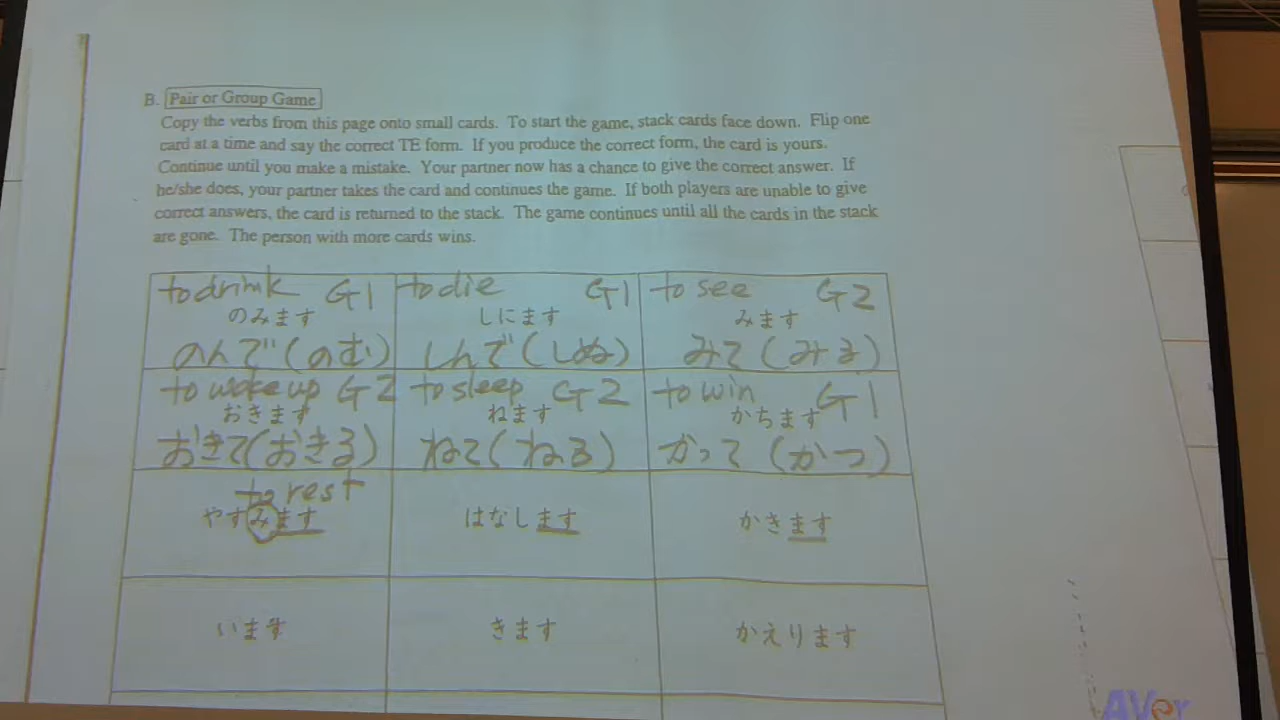 B. Pair or Group Game
Copy the verbs from this page onto small cards. To start the game, stack cards face down. Flip one
card at a time and say the correct TE form. If you produce the correct form, the card is yours.
Continue until you make a mistake. Your partner now has a chance to give the correct answer. If
he/she does, your partner takes the card and continues the game. If both players are unable to give
correct answers, the card is returned to the stack. The game continues until all the cards in the stack
are gone. The person with more cards wins.
to drink G1
のみます
のんで(のむ)
to die G1
しにます
しんで(しぬ)
to see G2
みます
みて(みる)
to wake up G2
おきます
おきて(おきる)
to sleep G2
ねます
ねて(ねる)
to win G1
かちます
かって(かつ)
to rest
やすみます
はなします
かきます
います
きます
かえります
AVer